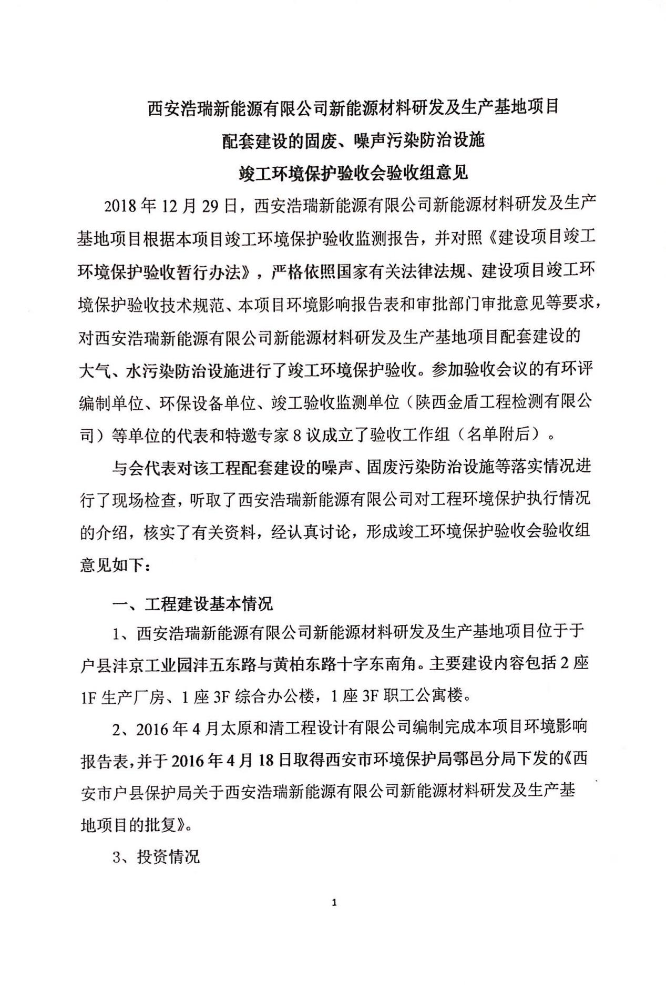 西安浩瑞新能源有限公司新能源材料研发及生产基地项目
配套建设的固废、噪声污染防治设施
竣工环境保护验收会验收组意见
2018年12月29日，西安浩瑞新能源有限公司新能源材料研发及生产
基地项目根据本项目竣工环境保护验收监测报告，并对照《建设项目竣工
环境保护验收暂行办法》，严格依照国家有关法律法规、建设项目竣工环
境保护验收技术规范、本项目环境影响报告表和审批部门审批意见等要求，
对西安浩瑞新能源有限公司新能源材料研发及生产基地项目配套建设的
大气、水污染防治设施进行了竣工环境保护验收。参加验收会议的有环评
编制单位、环保设备单位、竣工验收监测单位（陕西金盾工程检测有限公
司）等单位的代表和特邀专家8议成立了验收工作组（名单附后）。
与会代表对该工程配套建设的噪声、固废污染防治设施等落实情况进
行了现场检查，听取了西安浩瑞新能源有限公司对工程环境保护执行情况
的介绍，核实了有关资料，经认真讨论，形成竣工环境保护验收会验收组
意见如下：
一、工程建设基本情况
1、西安浩瑞新能源有限公司新能源材料研发及生产基地项目位于于
户县沣京工业园沣五东路与黄柏东路十字东南角。主要建设内容包括2座
1F生产厂房、1座3F综合办公楼，1座3F职工公寓楼。
2、2016年4月太原和清工程设计有限公司编制完成本项目环境影响
报告表，并于2016年4月18日取得西安市环境保护局鄠邑分局下发的《西
安市户县保护局关于西安浩瑞新能源有限公司新能源材料研发及生产基
地项目的批复》。
3、投资情况
1